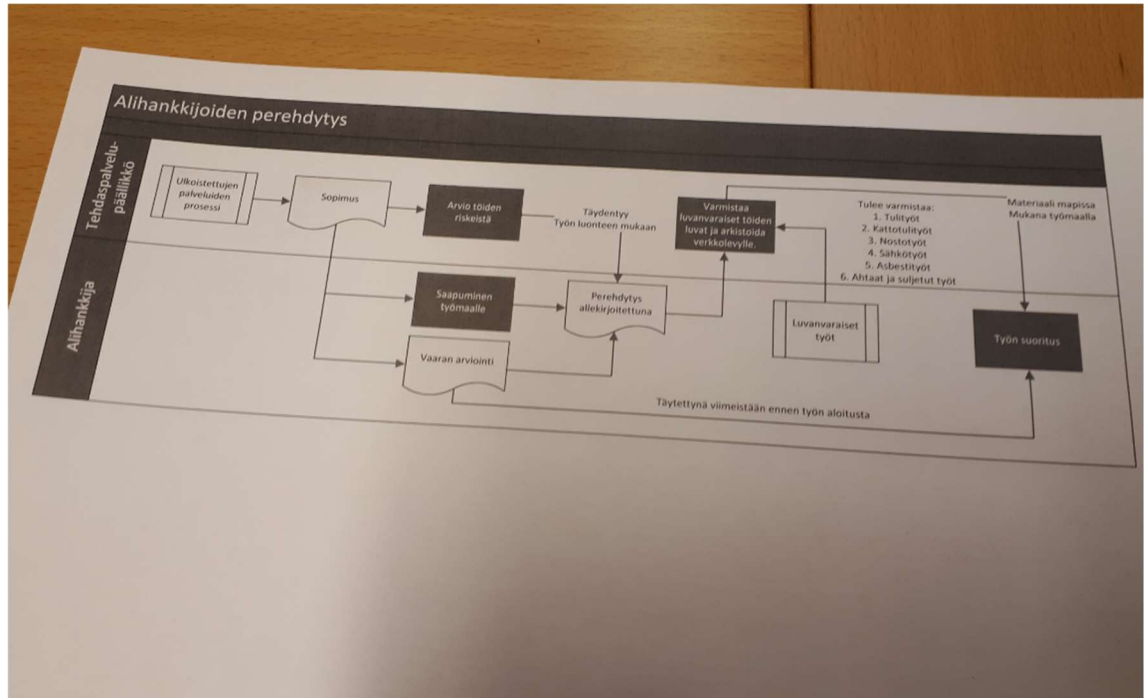 Alihankkijoiden perehdytys
Tehdaspalvelu-
päällikkö
Ulkoistettujen
palveluiden
prosessi
Sopimus
Arvio töiden
riskeistä
Täydentyy
Työn luonteen mukaan
Varmistaa
luvanvaraiset töiden
luvat ja arkistoida
verkkolevylle.
Tulee varmistaa:
1. Tulityöt
2. Kattotulityöt
3. Nostotyöt
4. Sähkötyöt
5. Asbestityöt
6. Ahtaat ja suljetut työt
Materiaali mapissa
Mukana työmaalla
Alihankkija
Saapuminen
työmaalle
Perehdytys
allekirjoitettuna
Luvanvaraiset
työt
Työn suoritus
Vaaran arviointi
Täytettynä viimeistään ennen työn aloitusta